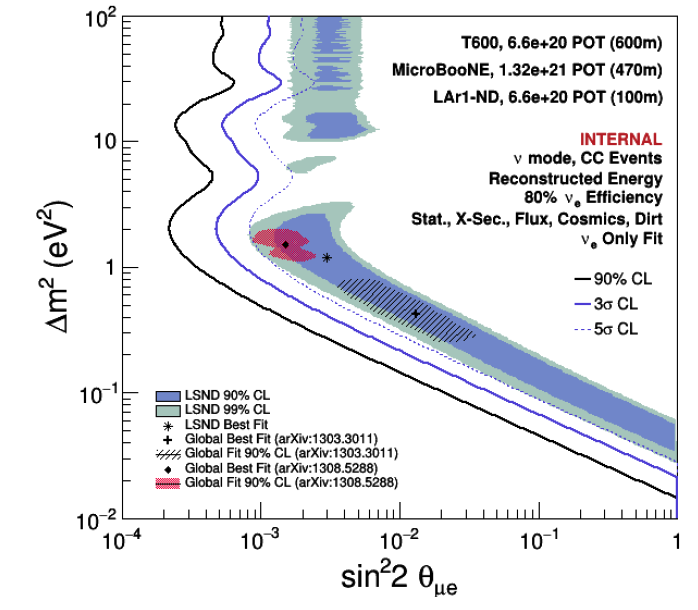 T600, 6.6e+20 POT (600m)
MicroBooNE, 1.32e+21 POT (470m)
LAr1-ND, 6.6e+20 POT (100m)
INTERNAL
ν mode, CC Events
Reconstructed Energy
80% νe Efficiency
Stat., X-Sec., Flux, Cosmics, Dirt
νe Only Fit
90% CL
3σ CL
5σ CL
LSND 90% CL
LSND 99% CL
LSND Best Fit
Global Best Fit (arXiv:1303.3011)
Global Fit 90% CL (arXiv:1303.3011)
Global Best Fit (arXiv:1308.5288)
Global Fit 90% CL (arXiv:1308.5288)
Δm² (eV²)
10²
10
1
10⁻¹
10⁻²
10⁻⁴
10⁻³
10⁻²
10⁻¹
1
sin²2 θμe